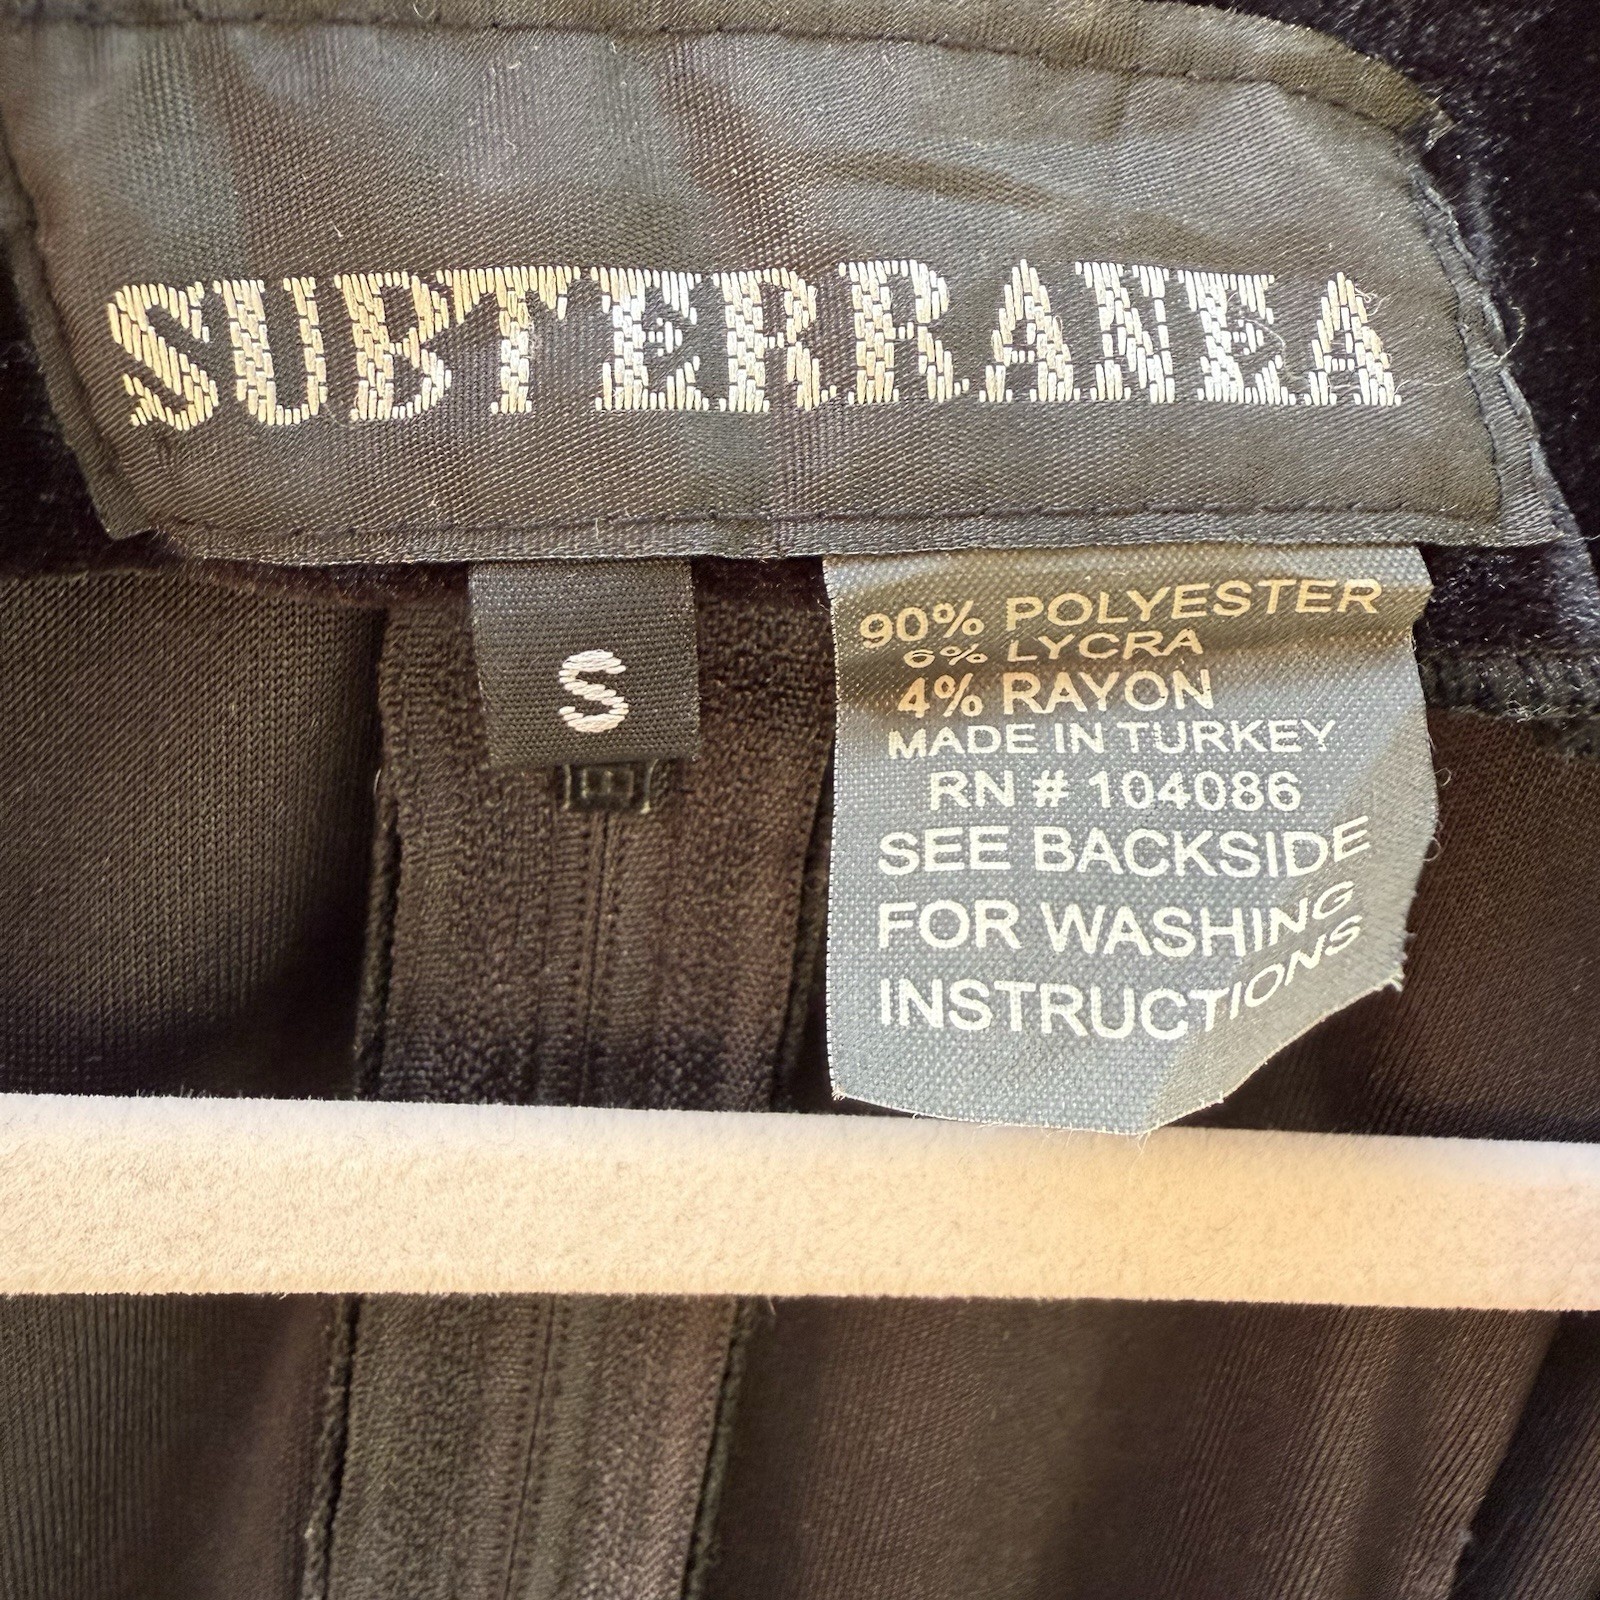 SUBTERRANEA
S
90% POLYESTER
6% LYCRA
4% RAYON
MADE IN TURKEY
RN # 104086
SEE BACKSIDE
FOR WASHING
INSTRUCTIONS